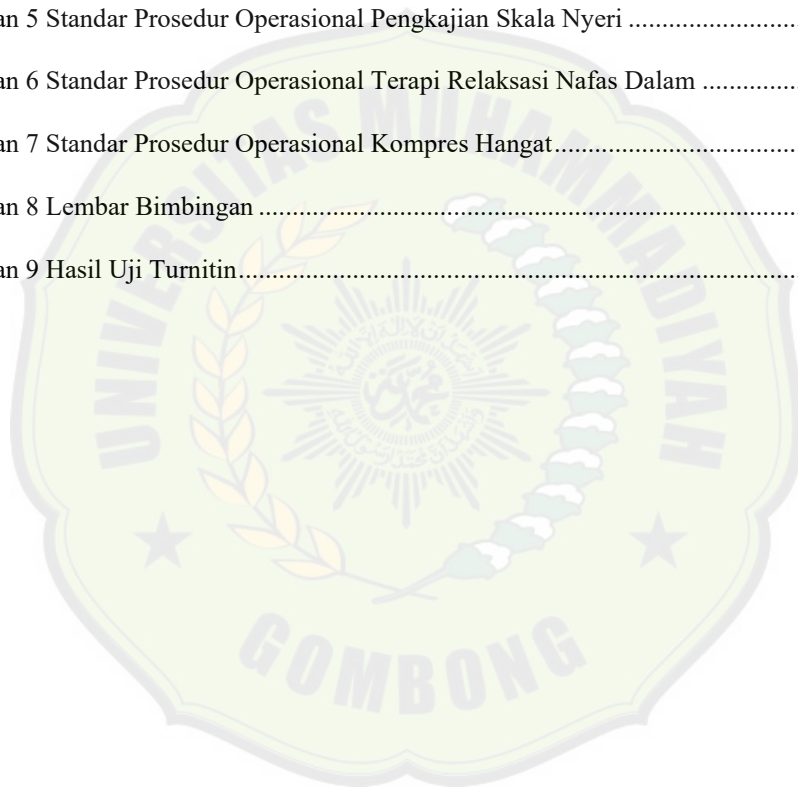 an 5 Standar Prosedur Operasional Pengkajian Skala Nyeri ........................
an 6 Standar Prosedur Operasional Terapi Relaksasi Nafas Dalam ..............
an 7 Standar Prosedur Operasional Kompres Hangat....................................
an 8 Lembar Bimbingan ..................................................................................
an 9 Hasil Uji Turnitin......................................................................................
UNIVERSITAS MUHAMMADIYAH
GOMBONG